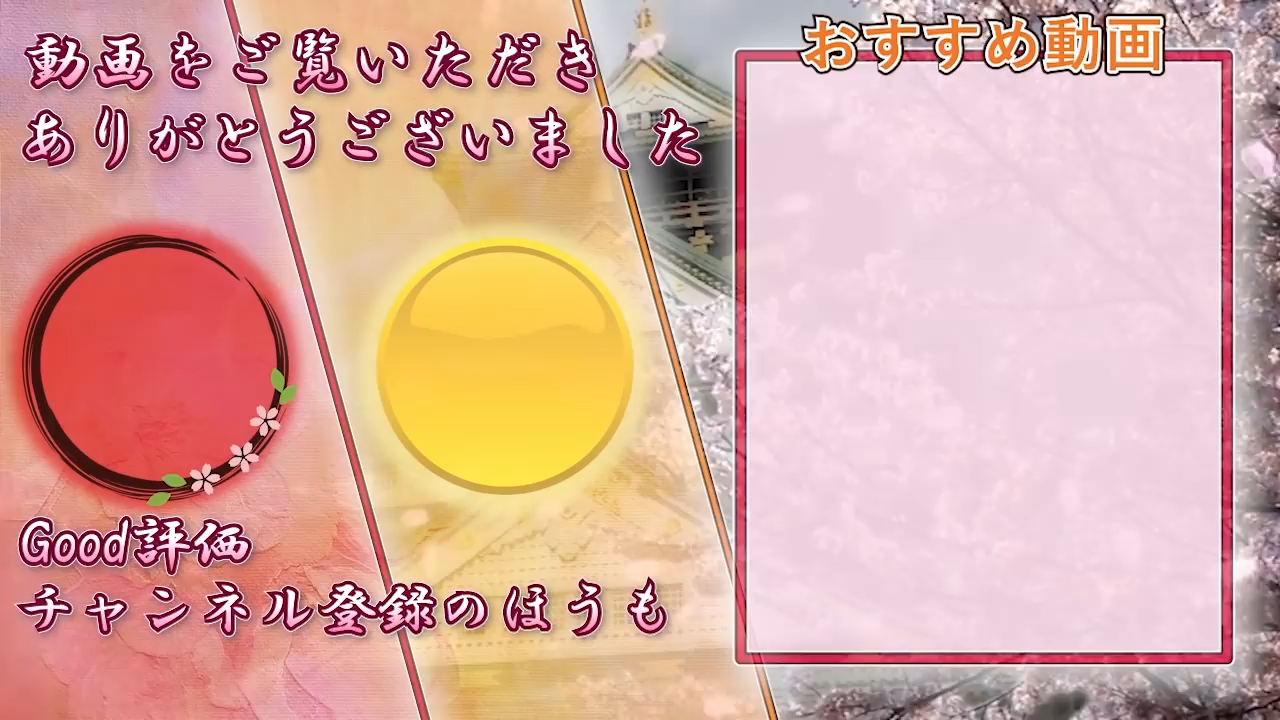 動画をご覧いただき
ありがとうございました
おすすめ動画
Good評価
チャンネル登録のほうも